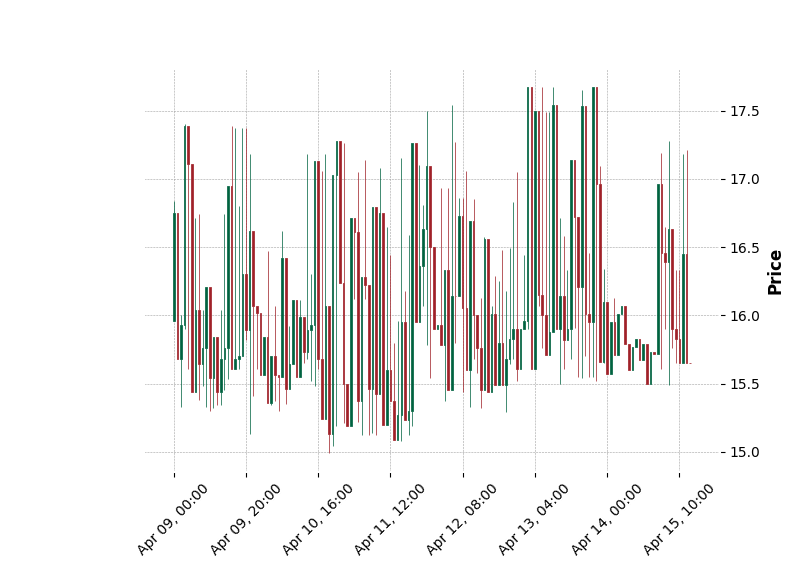 17.5
17.0
16.5
16.0
15.5
15.0
Price
Apr 09, 00:00
Apr 09, 20:00
Apr 10, 16:00
Apr 11, 12:00
Apr 12, 08:00
Apr 13, 04:00
Apr 14, 00:00
Apr 15, 10:00